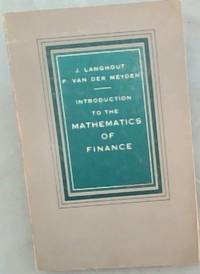 J. LANGHOUT
F. VAN DER MEYDEN
INTRODUCTION
TO THE
MATHEMATICS
OF
FINANCE